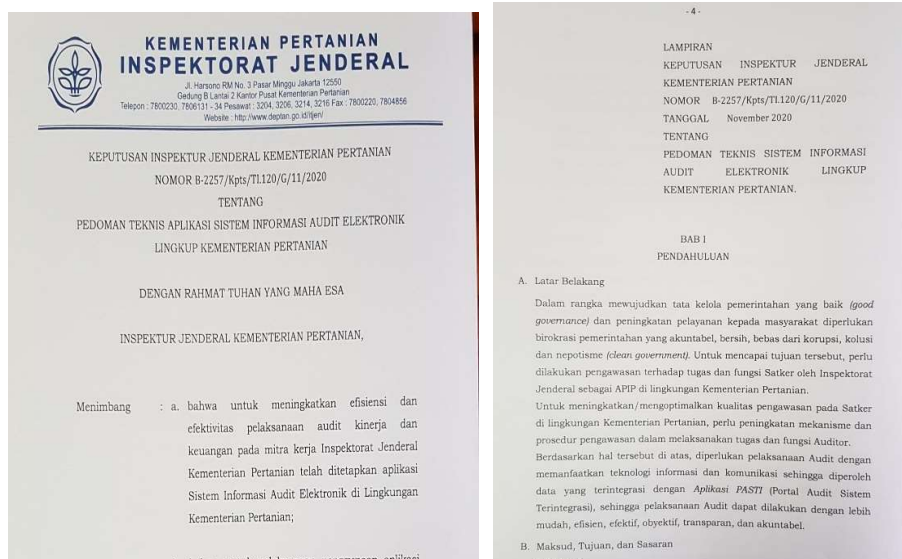 KEMENTERIAN PERTANIAN
INSPEKTORAT JENDERAL
Jl. Harsono RM No. 3 Pasar Minggu Jakarta 12550
Gedung B Lantai 2 Kantor Pusat Kementerian Pertanian
Telepon : 7800230, 7806131 - 34 Pesawat : 3204, 3206, 3214, 3216 Fax : 7800220, 7804856
Website : http://www.deptan.go.id/itjen/
KEPUTUSAN INSPEKTUR JENDERAL KEMENTERIAN PERTANIAN
NOMOR B-2257/Kpts/TI.120/G/11/2020
TENTANG
PEDOMAN TEKNIS APLIKASI SISTEM INFORMASI AUDIT ELEKTRONIK
LINGKUP KEMENTERIAN PERTANIAN
DENGAN RAHMAT TUHAN YANG MAHA ESA
INSPEKTUR JENDERAL KEMENTERIAN PERTANIAN,
Menimbang : a. bahwa untuk meningkatkan efisiensi dan
efektivitas pelaksanaan audit kinerja dan
keuangan pada mitra kerja Inspektorat Jenderal
Kementerian Pertanian telah ditetapkan aplikasi
Sistem Informasi Audit Elektronik di Lingkungan
Kementerian Pertanian;
- 4 -
LAMPIRAN
KEPUTUSAN INSPEKTUR JENDERAL
KEMENTERIAN PERTANIAN
NOMOR B-2257/Kpts/TI.120/G/11/2020
TANGGAL November 2020
TENTANG
PEDOMAN TEKNIS SISTEM INFORMASI
AUDIT ELEKTRONIK LINGKUP
KEMENTERIAN PERTANIAN.
BAB I
PENDAHULUAN
A. Latar Belakang
Dalam rangka mewujudkan tata kelola pemerintahan yang baik (good
governance) dan peningkatan pelayanan kepada masyarakat diperlukan
birokrasi pemerintahan yang akuntabel, bersih, bebas dari korupsi, kolusi
dan nepotisme (clean government). Untuk mencapai tujuan tersebut, perlu
dilakukan pengawasan terhadap tugas dan fungsi Satker oleh Inspektorat
Jenderal sebagai APIP di lingkungan Kementerian Pertanian.
Untuk meningkatkan/mengoptimalkan kualitas pengawasan pada Satker
di lingkungan Kementerian Pertanian, perlu peningkatan mekanisme dan
prosedur pengawasan dalam melaksanakan tugas dan fungsi Auditor.
Berdasarkan hal tersebut di atas, diperlukan pelaksanaan Audit dengan
memanfaatkan teknologi informasi dan komunikasi sehingga diperoleh
data yang terintegrasi dengan Aplikasi PASTI (Portal Audit Sistem
Terintegrasi), sehingga pelaksanaan Audit dapat dilakukan dengan lebih
mudah, efisien, efektif, obyektif, transparan, dan akuntabel.
B. Maksud, Tujuan, dan Sasaran